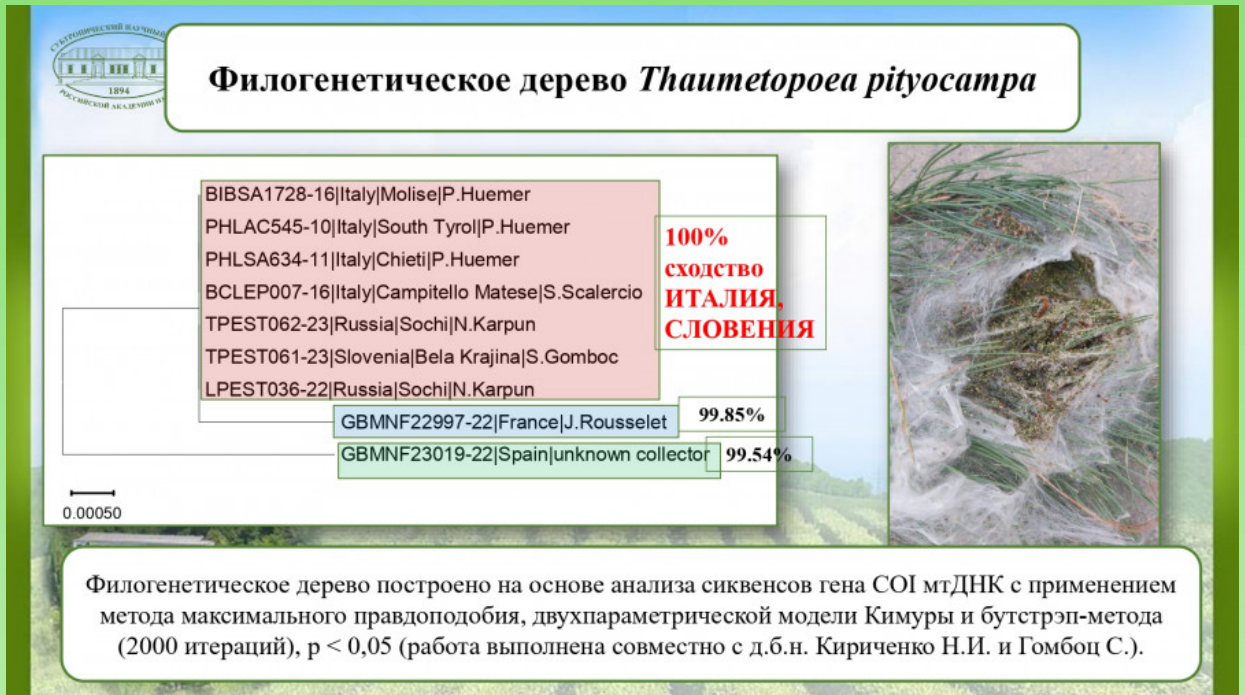 СУБТРОПИЧЕСКИЙ НАУЧНЫЙ
1894
РОССИЙСКОЙ АКАДЕМИИ
Филогенетическое дерево Thaumetopoea pityocampa
BIBSA1728-16|Italy|Molise|P.Huemer
PHLAC545-10|Italy|South Tyrol|P.Huemer
PHLSA634-11|Italy|Chieti|P.Huemer
BCLEP007-16|Italy|Campitello Matese|S.Scalercio
TPEST062-23|Russia|Sochi|N.Karpun
TPEST061-23|Slovenia|Bela Krajina|S.Gomboc
LPEST036-22|Russia|Sochi|N.Karpun
100%
сходство
ИТАЛИЯ,
СЛОВЕНИЯ
GBMNF22997-22|France|J.Rousselet
99.85%
GBMNF23019-22|Spain|unknown collector
99.54%
0.00050
Филогенетическое дерево построено на основе анализа сиквенсов гена COI мтДНК с применением
метода максимального правдоподобия, двухпараметрической модели Кимуры и бутстрэп-метода
(2000 итераций), p < 0,05 (работа выполнена совместно с д.б.н. Кириченко Н.И. и Гомбоц С.).